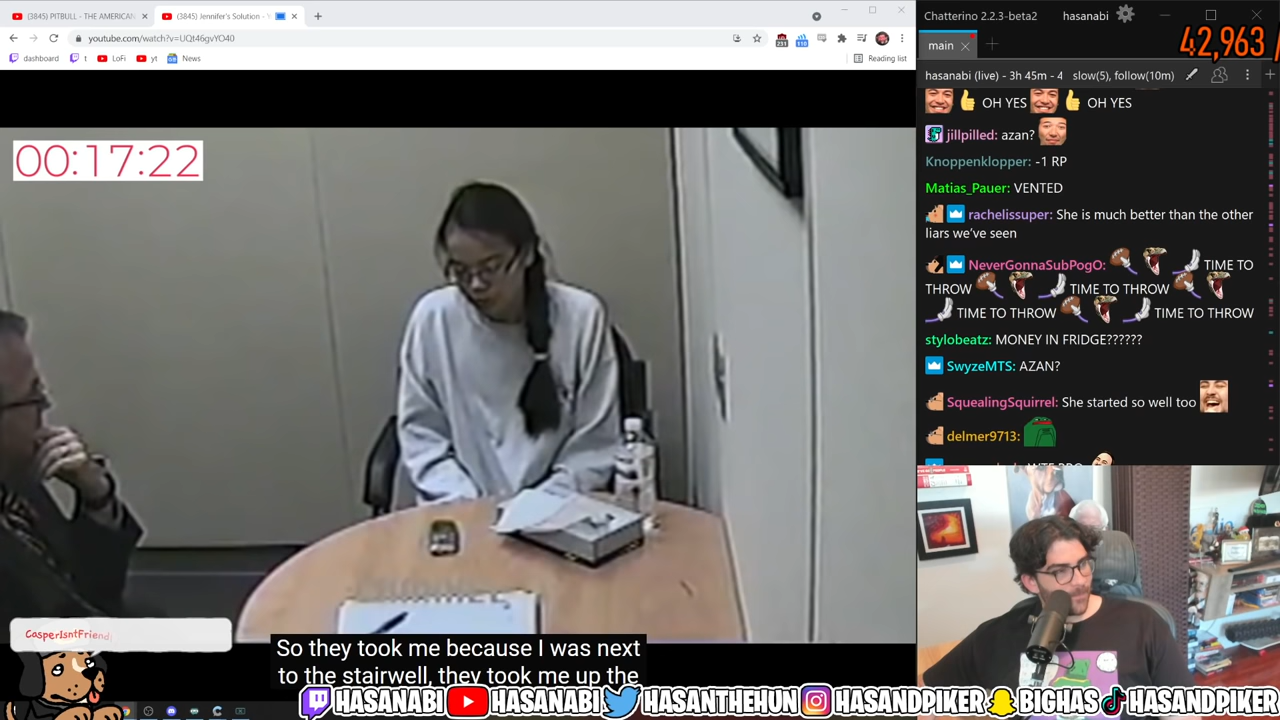 (3845) PITBULL - THE AMERICAN
(3845) Jennifer's Solution - Y
youtube.com/watch?v=UQt46gvYO40
dashboard
t
LoFi
yt
News
Reading list
00:17:22
So they took me because I was next
to the stairwell, they took me up the
CasperIsntFriend
HASANABI
HASANABI
HASANTHEHUN
HASANDPIKER
BIGHAS
HASANDPIKER
Chatterino 2.2.3-beta2
hasanabi
main
42,963 /
hasanabi (live) - 3h 45m - 4
slow(5), follow(10m)
OH YES OH YES
jillpilled: azan?
Knoppenklopper: -1 RP
Matias_Pauer: VENTED
rachelissuper: She is much better than the other
liars we've seen
NeverGonnaSubPogO: TIME TO
THROW TIME TO THROW
TIME TO THROW TIME TO THROW
stylobeatz: MONEY IN FRIDGE??????
SwyzeMTS: AZAN?
SquealingSquirrel: She started so well too
delmer9713: